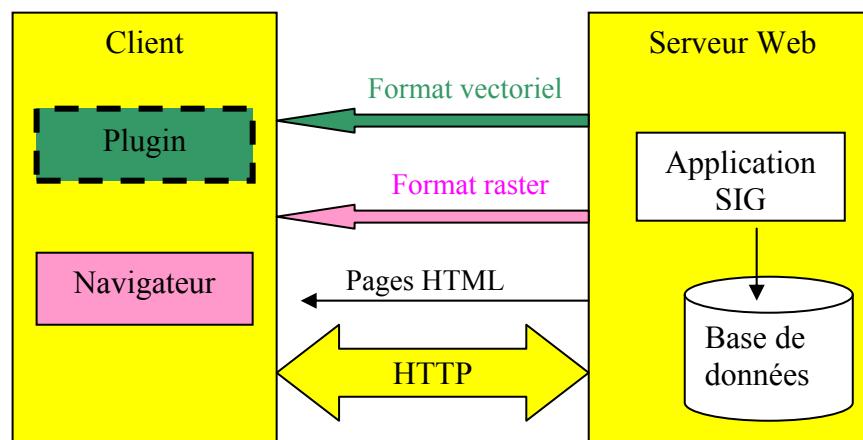 Client
Serveur Web
Format vectoriel
Plugin
Application
SIG
Format raster
Navigateur
Pages HTML
Base de
données
HTTP